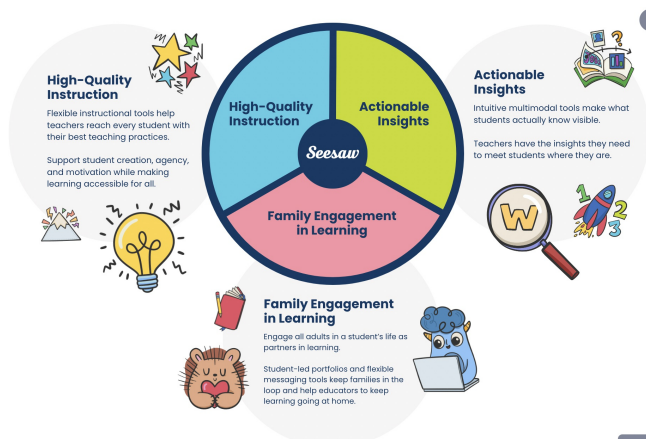 High-Quality
Instruction
Flexible instructional tools help
teachers reach every student with
their best teaching practices.
Support student creation, agency,
and motivation while making
learning accessible for all.
High-Quality
Instruction
Actionable
Insights
Seesaw
Family Engagement
in Learning
Actionable
Insights
Intuitive multimodal tools make what
students actually know visible.
Teachers have the insights they need
to meet students where they are.
?
W
1
2
3
Family Engagement
in Learning
Engage all adults in a student's life as
partners in learning.
Student-led portfolios and flexible
messaging tools keep families in the
loop and help educators to keep
learning going at home.